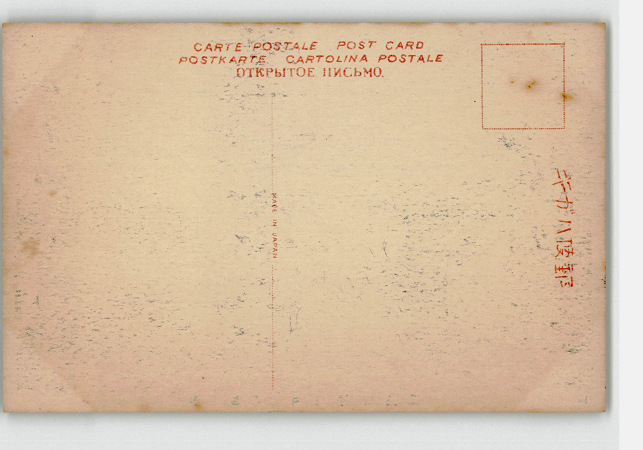 CARTE POSTALE POST CARD
POSTKARTE CARTOLINA POSTALE
ОТКРЫТОЕ ПИСЬМО.
MADE IN JAPAN
郵便ハガキ